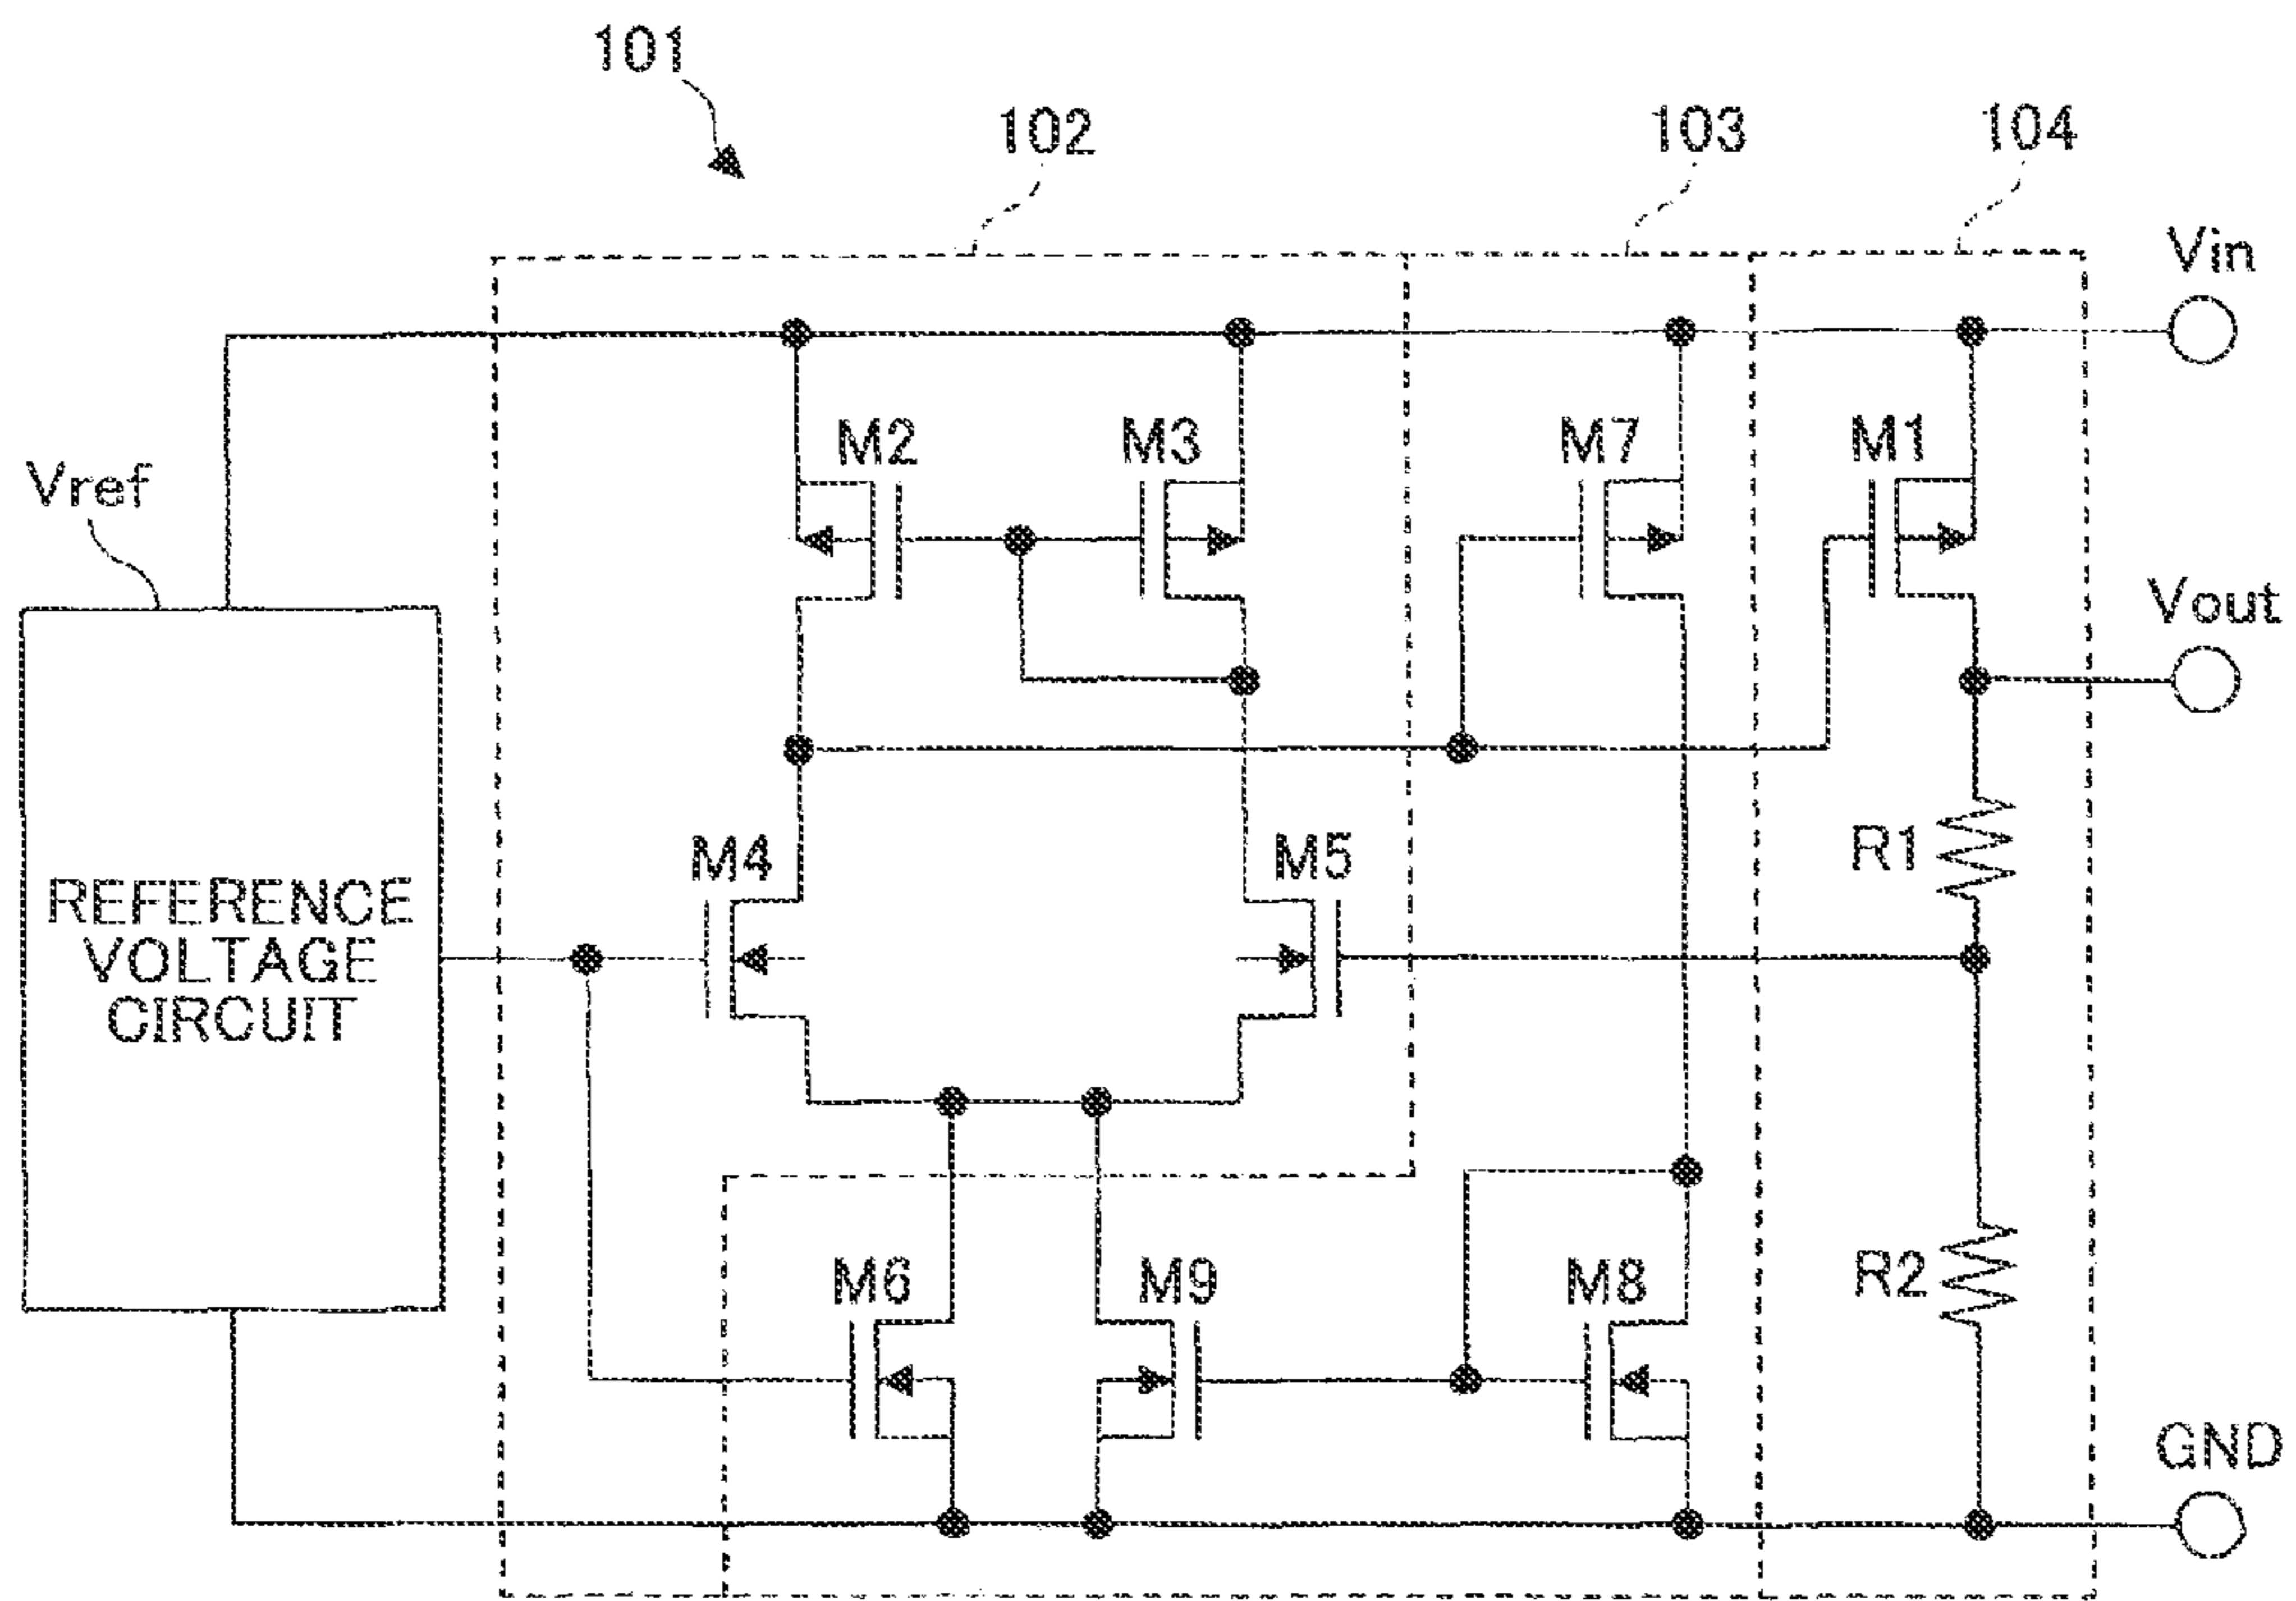 101
102
103
104
Vin
M2
M3
M7
M1
Vref
Vout
M4
M5
R1
REFERENCE
VOLTAGE
CIRCUIT
M6
M9
M8
R2
GND